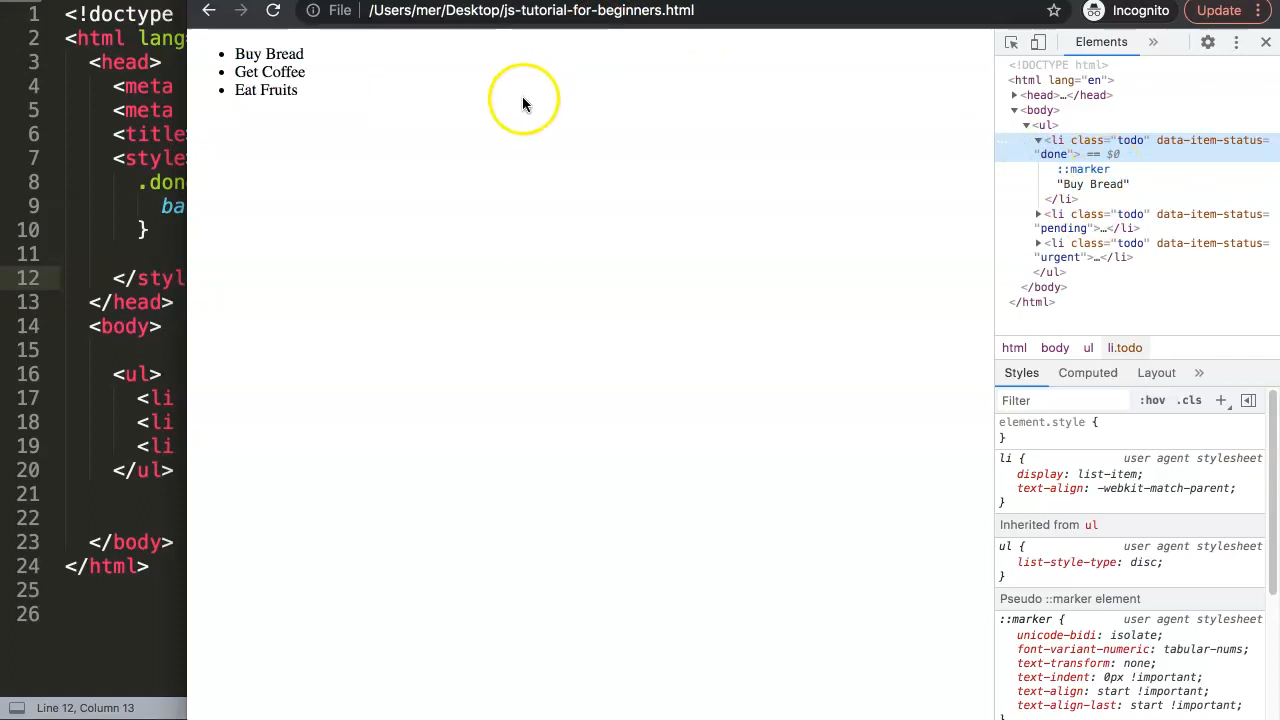 File
/Users/mer/Desktop/js-tutorial-for-beginners.html
Incognito
Update
1 <!doctype
2 <html lang=
3 <head>
4 <meta
5 <meta
6 <title>
7 <style>
8 .don
9 ba
10 }
11
12 </styl
13 </head>
14 <body>
15
16 <ul>
17 <li
18 <li
19 <li
20 </ul>
21
22
23 </body>
24 </html>
25
26
Line 12, Column 13
• Buy Bread
• Get Coffee
• Eat Fruits
Elements
<!DOCTYPE html>
<html lang="en">
<head>…</head>
<body>
<ul>
<li class="todo" data-item-status=
"done"> == $0
::marker
"Buy Bread"
</li>
<li class="todo" data-item-status=
"pending">…</li>
<li class="todo" data-item-status=
"urgent">…</li>
</ul>
</body>
</html>
html body ul li.todo
Styles Computed Layout
Filter :hov .cls
element.style {
}
li { user agent stylesheet
display: list-item;
text-align: -webkit-match-parent;
}
Inherited from ul
ul { user agent stylesheet
list-style-type: disc;
}
Pseudo ::marker element
::marker { user agent stylesheet
unicode-bidi: isolate;
font-variant-numeric: tabular-nums;
text-transform: none;
text-indent: 0px !important;
text-align: start !important;
text-align-last: start !important;
}